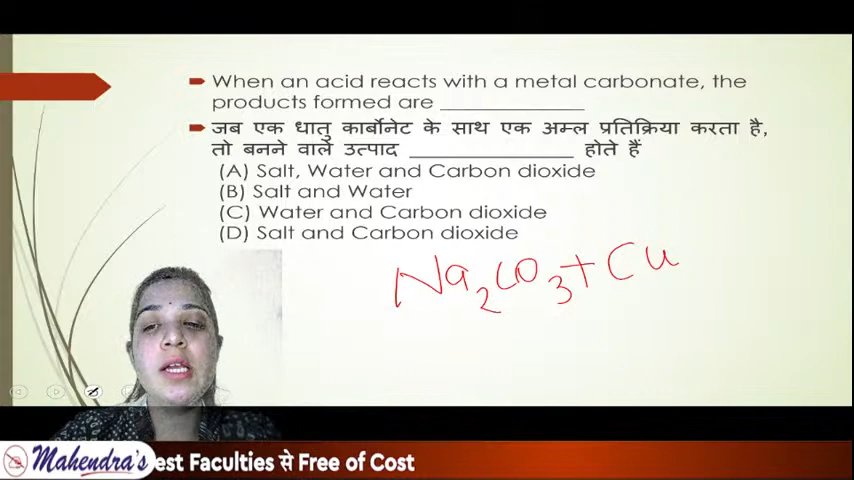 When an acid reacts with a metal carbonate, the
products formed are _______________
जब एक धातु कार्बोनेट के साथ एक अम्ल प्रतिक्रिया करता है,
तो बनने वाले उत्पाद _________________ होते हैं
(A) Salt, Water and Carbon dioxide
(B) Salt and Water
(C) Water and Carbon dioxide
(D) Salt and Carbon dioxide
Na2CO3+Cu
Mahendra's est Faculties से Free of Cost